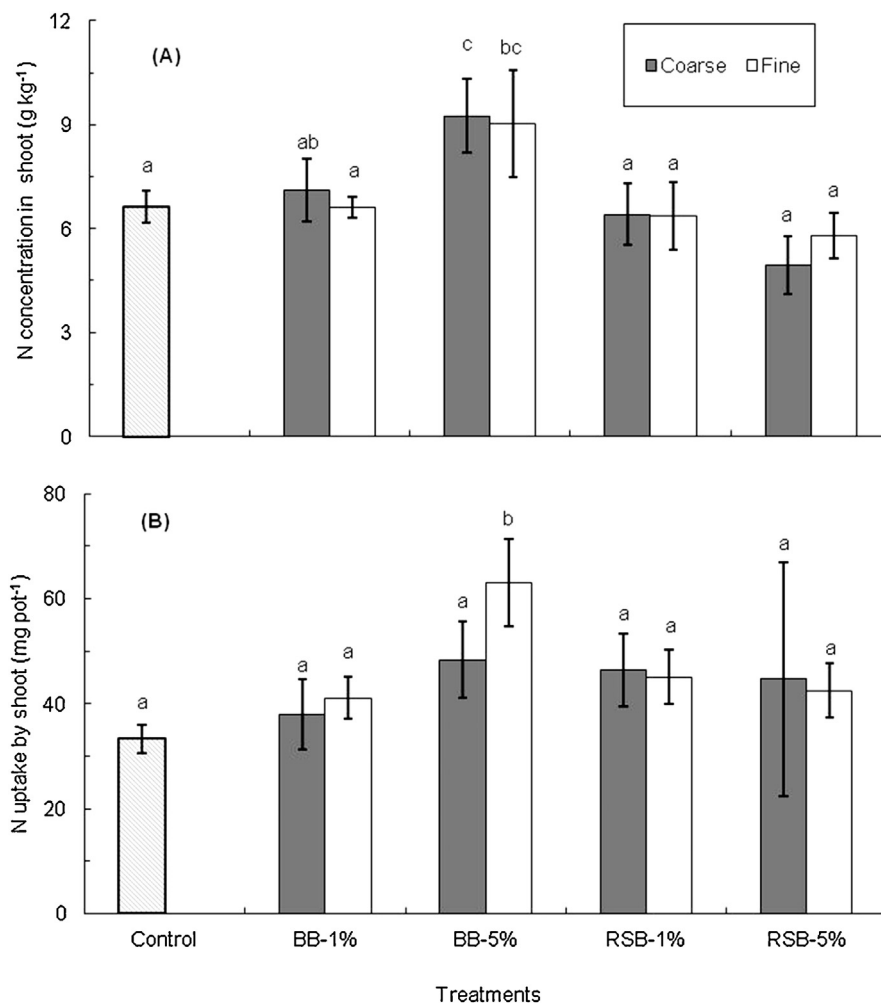 12
(A)
c
bc
Coarse Fine
N concentration in shoot (g kg⁻¹)
9
a
ab
a
a
a
a
a
6
3
0
80
(B)
b
a
N uptake by shoot (mg pot⁻¹)
60
a
a
a
a
a
a
a
40
20
0
Control BB-1% BB-5% RSB-1% RSB-5%
Treatments